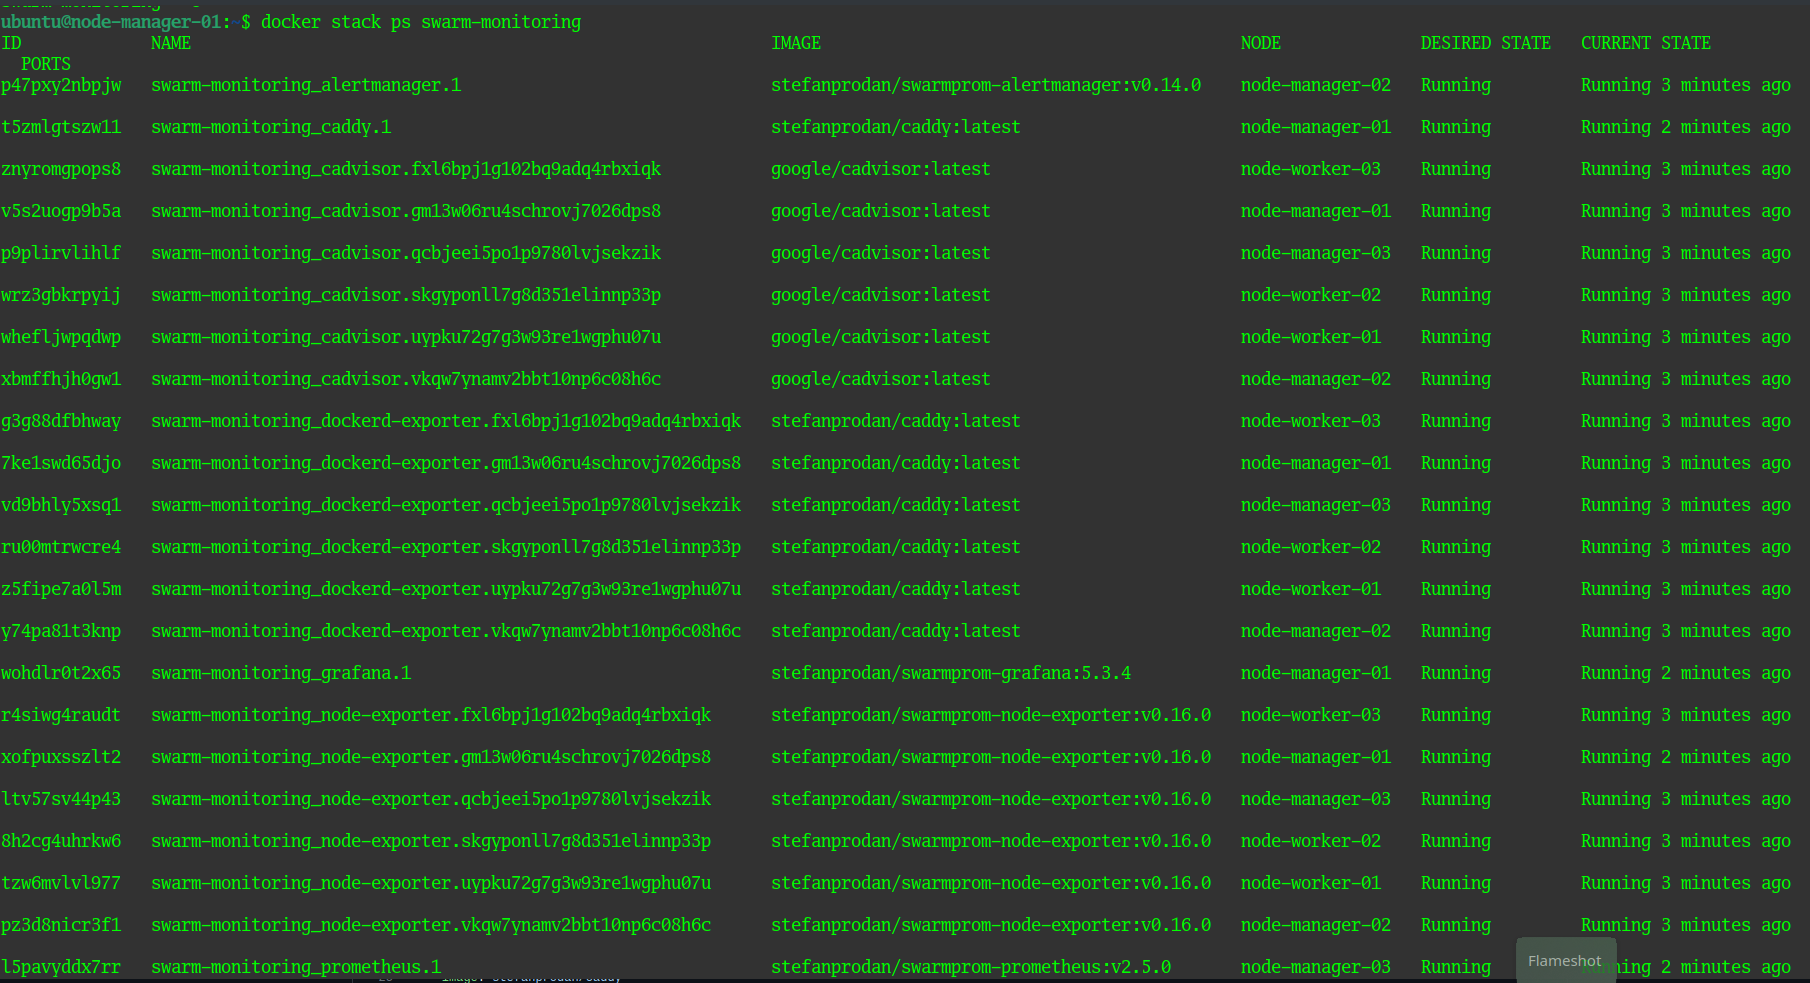 ubuntu@node-manager-01:~$ docker stack ps swarm-monitoring
ID NAME IMAGE NODE DESIRED STATE CURRENT STATE
PORTS
p47pxy2nbpjw swarm-monitoring_alertmanager.1 stefanprodan/swarmprom-alertmanager:v0.14.0 node-manager-02 Running Running 3 minutes ago
t5zmlgtszw11 swarm-monitoring_caddy.1 stefanprodan/caddy:latest node-manager-01 Running Running 2 minutes ago
znyromgpops8 swarm-monitoring_cadvisor.fxl6bpj1g102bq9adq4rbxiqk google/cadvisor:latest node-worker-03 Running Running 3 minutes ago
v5s2uogp9b5a swarm-monitoring_cadvisor.gm13w06ru4schrovj7026dps8 google/cadvisor:latest node-manager-01 Running Running 3 minutes ago
p9plirvlihlf swarm-monitoring_cadvisor.qcbjeei5po1p9780lvjsekzik google/cadvisor:latest node-manager-03 Running Running 3 minutes ago
wrz3gbkrpyij swarm-monitoring_cadvisor.skgyponll7g8d351elinnp33p google/cadvisor:latest node-worker-02 Running Running 3 minutes ago
whefljwpqdwp swarm-monitoring_cadvisor.uypku72g7g3w93re1wgphu07u google/cadvisor:latest node-worker-01 Running Running 3 minutes ago
xbmffhjh0gw1 swarm-monitoring_cadvisor.vkqw7ynamv2bbt10np6c08h6c google/cadvisor:latest node-manager-02 Running Running 3 minutes ago
g3g88dfbhway swarm-monitoring_dockerd-exporter.fxl6bpj1g102bq9adq4rbxiqk stefanprodan/caddy:latest node-worker-03 Running Running 3 minutes ago
7ke1swd65djo swarm-monitoring_dockerd-exporter.gm13w06ru4schrovj7026dps8 stefanprodan/caddy:latest node-manager-01 Running Running 3 minutes ago
vd9bhly5xsq1 swarm-monitoring_dockerd-exporter.qcbjeei5po1p9780lvjsekzik stefanprodan/caddy:latest node-manager-03 Running Running 3 minutes ago
ru00mtrwcre4 swarm-monitoring_dockerd-exporter.skgyponll7g8d351elinnp33p stefanprodan/caddy:latest node-worker-02 Running Running 3 minutes ago
z5fipe7a0l5m swarm-monitoring_dockerd-exporter.uypku72g7g3w93re1wgphu07u stefanprodan/caddy:latest node-worker-01 Running Running 3 minutes ago
y74pa81t3knp swarm-monitoring_dockerd-exporter.vkqw7ynamv2bbt10np6c08h6c stefanprodan/caddy:latest node-manager-02 Running Running 3 minutes ago
wohdlr0t2x65 swarm-monitoring_grafana.1 stefanprodan/swarmprom-grafana:5.3.4 node-manager-01 Running Running 2 minutes ago
r4siwg4raudt swarm-monitoring_node-exporter.fxl6bpj1g102bq9adq4rbxiqk stefanprodan/swarmprom-node-exporter:v0.16.0 node-worker-03 Running Running 3 minutes ago
xofpuxsszlt2 swarm-monitoring_node-exporter.gm13w06ru4schrovj7026dps8 stefanprodan/swarmprom-node-exporter:v0.16.0 node-manager-01 Running Running 2 minutes ago
ltv57sv44p43 swarm-monitoring_node-exporter.qcbjeei5po1p9780lvjsekzik stefanprodan/swarmprom-node-exporter:v0.16.0 node-manager-03 Running Running 3 minutes ago
8h2cg4uhrkw6 swarm-monitoring_node-exporter.skgyponll7g8d351elinnp33p stefanprodan/swarmprom-node-exporter:v0.16.0 node-worker-02 Running Running 3 minutes ago
tzw6mvlvl977 swarm-monitoring_node-exporter.uypku72g7g3w93re1wgphu07u stefanprodan/swarmprom-node-exporter:v0.16.0 node-worker-01 Running Running 3 minutes ago
pz3d8nicr3f1 swarm-monitoring_node-exporter.vkqw7ynamv2bbt10np6c08h6c stefanprodan/swarmprom-node-exporter:v0.16.0 node-manager-02 Running Running 3 minutes ago
l5pavyddx7rr swarm-monitoring_prometheus.1 stefanprodan/swarmprom-prometheus:v2.5.0 node-manager-03 Running Running 2 minutes ago
Flameshot